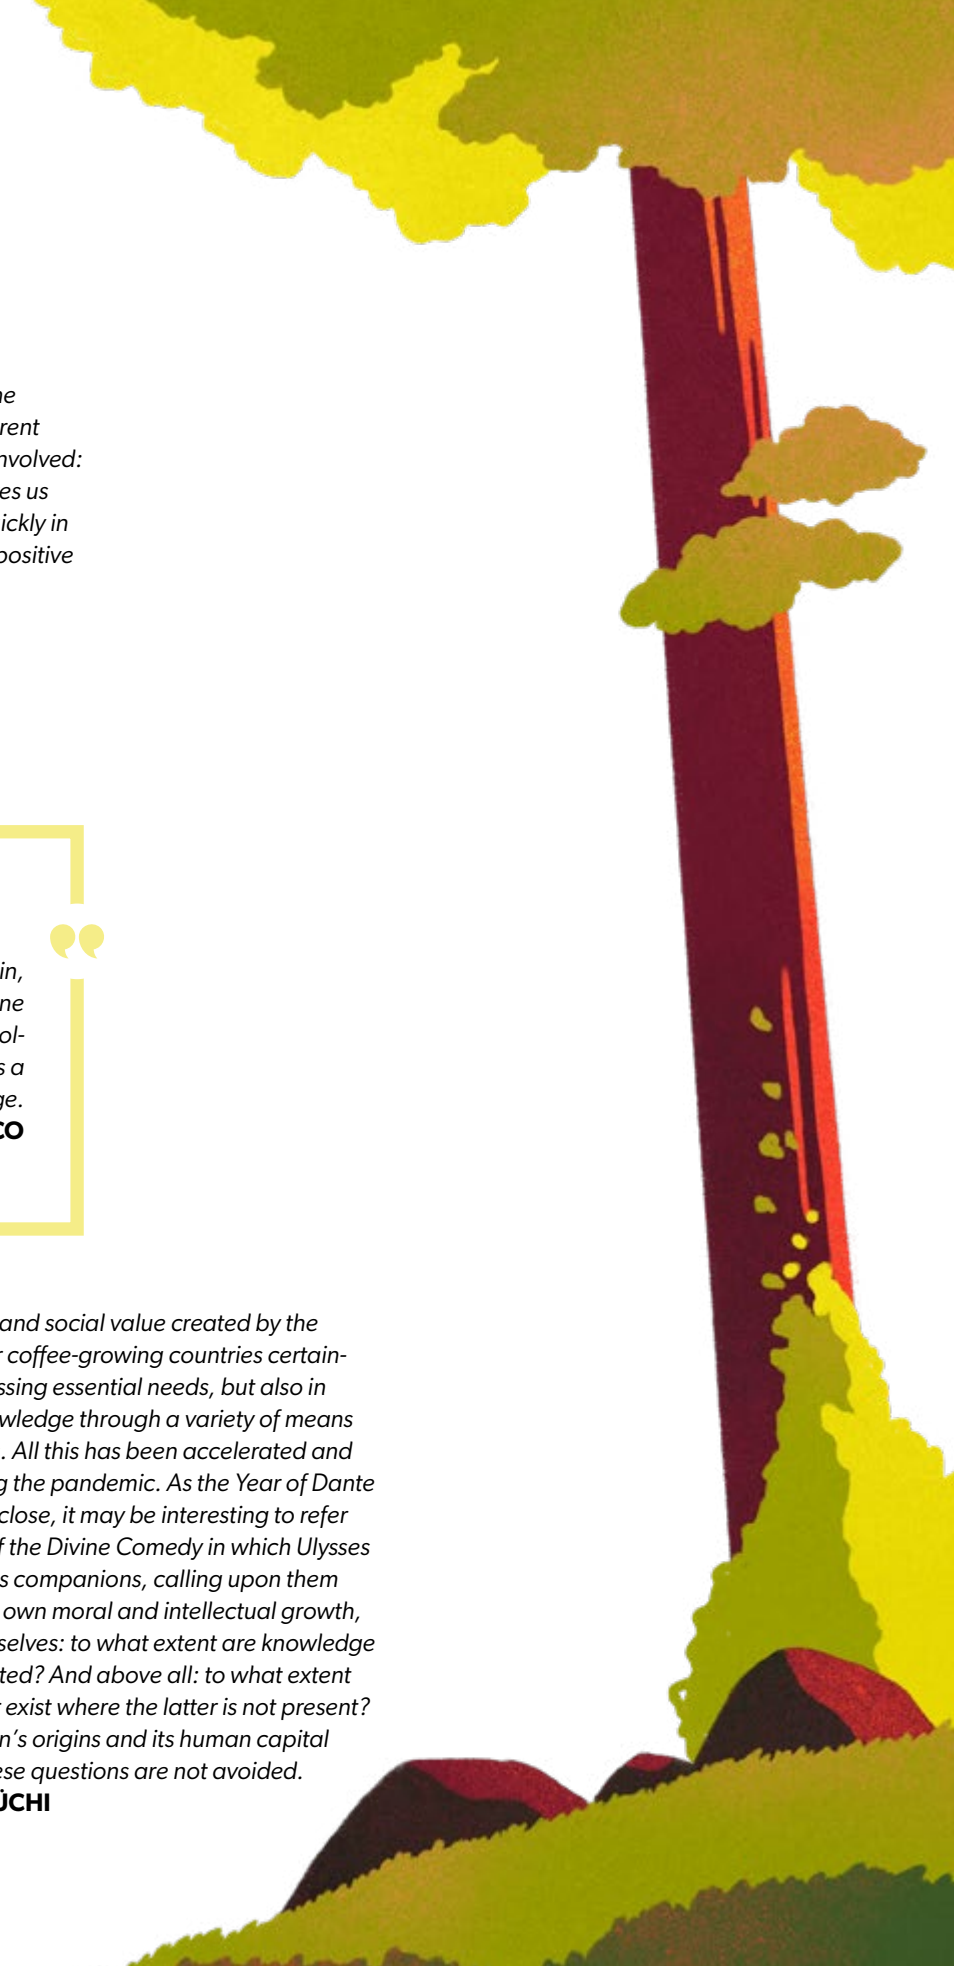 ne
rent
nvolved:
es us
ickly in
positive
”
in,
ne
ol-
s a
ge.
CO
and social value created by the
r coffee-growing countries certain-
ssing essential needs, but also in
wledge through a variety of means
. All this has been accelerated and
g the pandemic. As the Year of Dante
close, it may be interesting to refer
f the Divine Comedy in which Ulysses
s companions, calling upon them
own moral and intellectual growth,
selves: to what extent are knowledge
ted? And above all: to what extent
r exist where the latter is not present?
n’s origins and its human capital
ese questions are not avoided.
ÜCHI